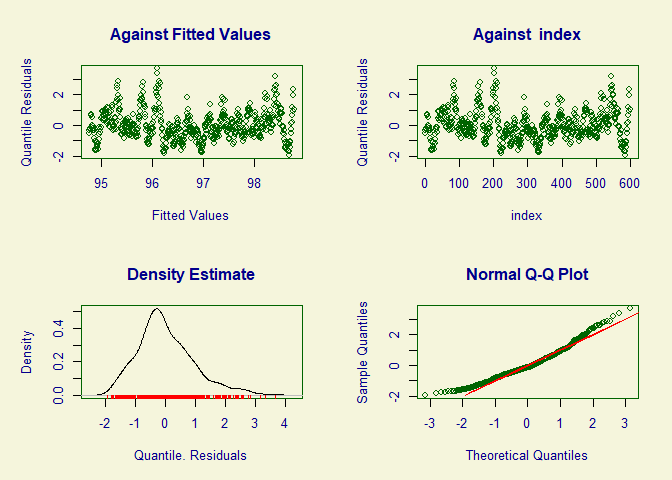 Against Fitted Values
Quantile Residuals
-2 0 2
95 96 97 98
Fitted Values
Against  index
Quantile Residuals
-2 0 2
0 100 200 300 400 500 600
index
Density Estimate
Density
0.0 0.2 0.4
-2 -1 0 1 2 3 4
Quantile. Residuals
Normal Q-Q Plot
Sample Quantiles
-2 0 2
-3 -2 -1 0 1 2 3
Theoretical Quantiles